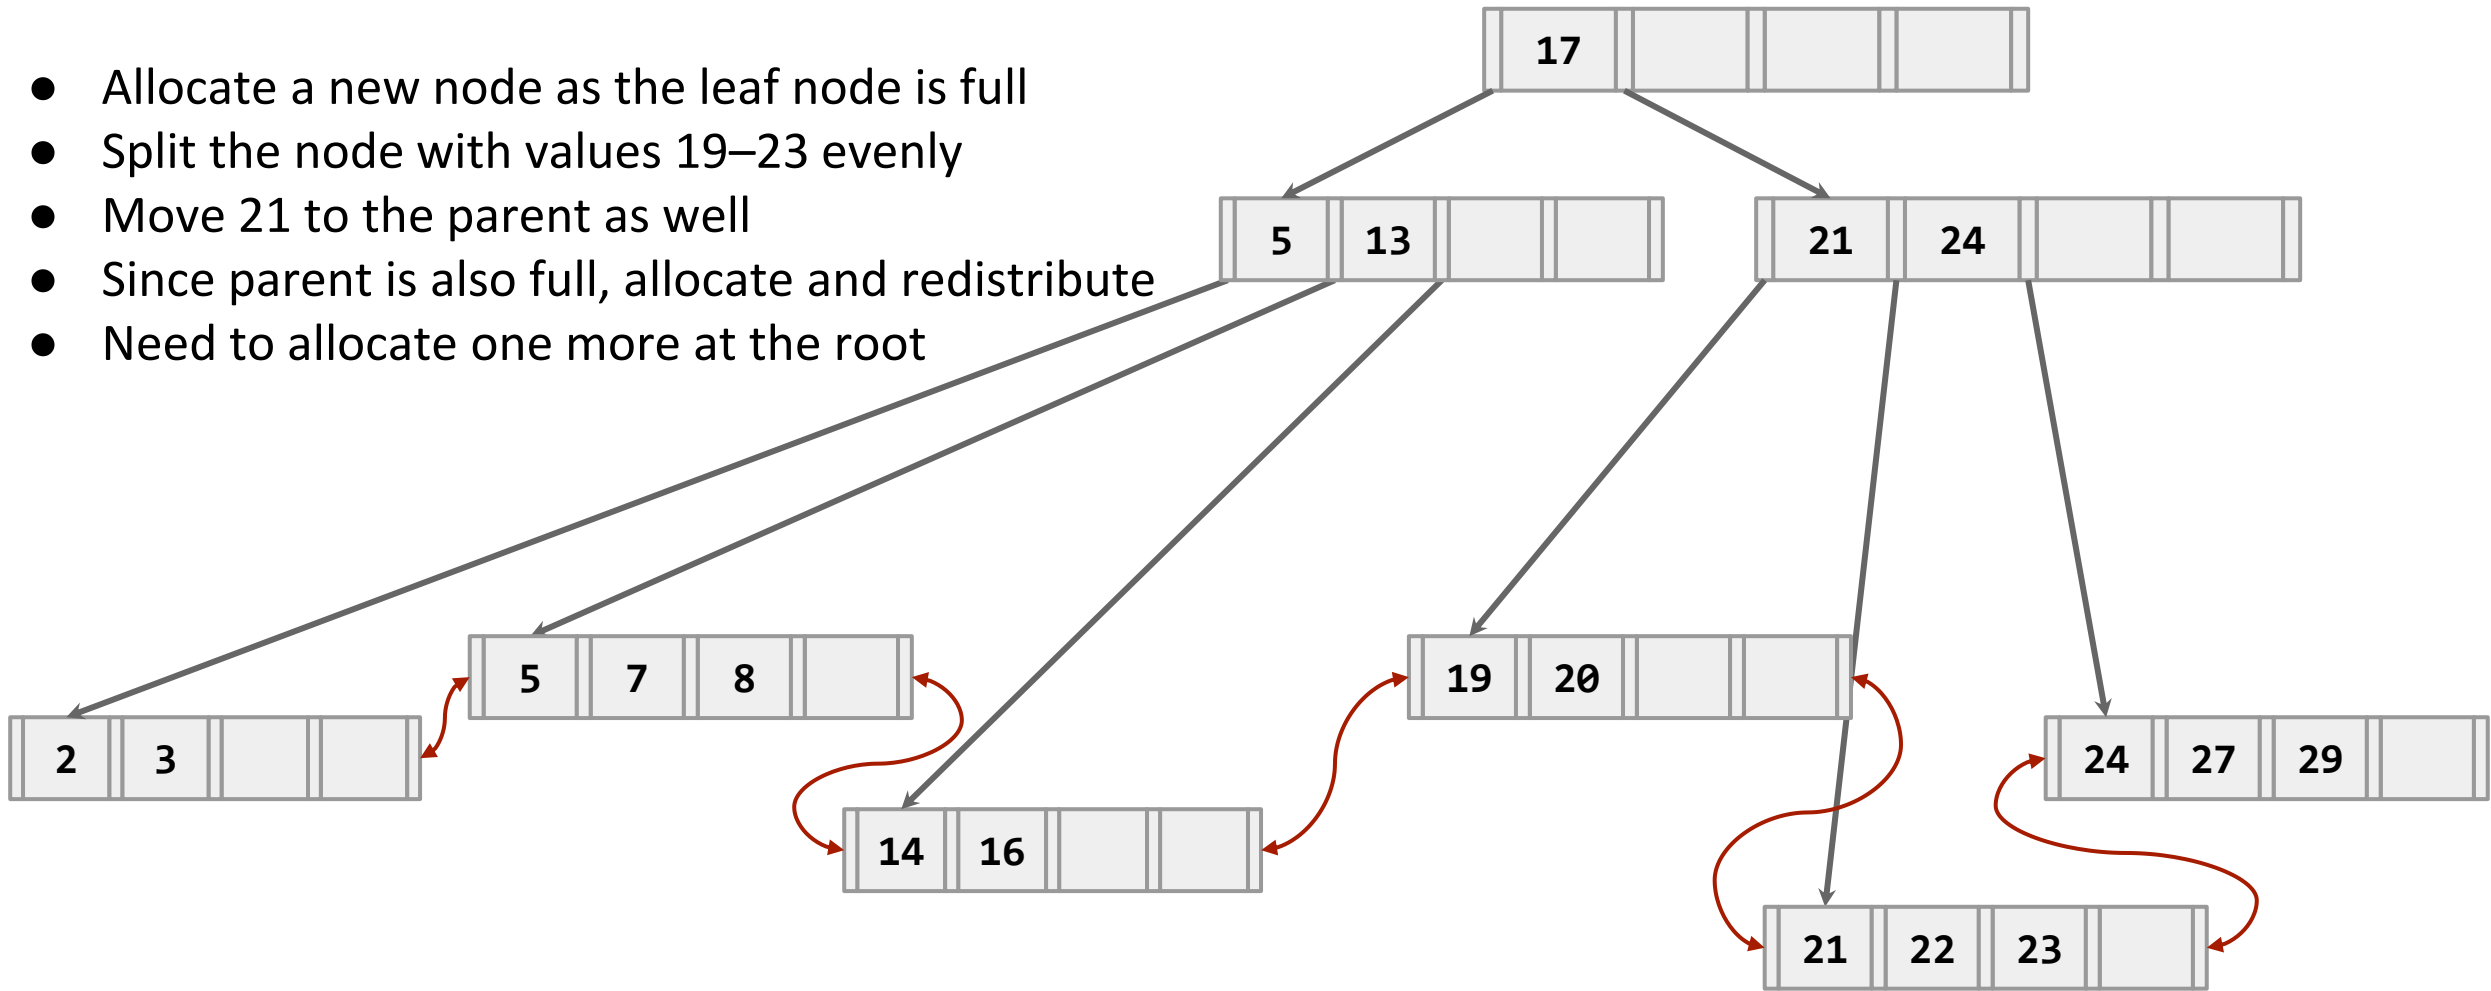 ● Allocate a new node as the leaf node is full
● Split the node with values 19–23 evenly
● Move 21 to the parent as well
● Since parent is also full, allocate and redistribute
● Need to allocate one more at the root
17
5 13
21 24
2 3
5 7 8
14 16
19 20
21 22 23
24 27 29